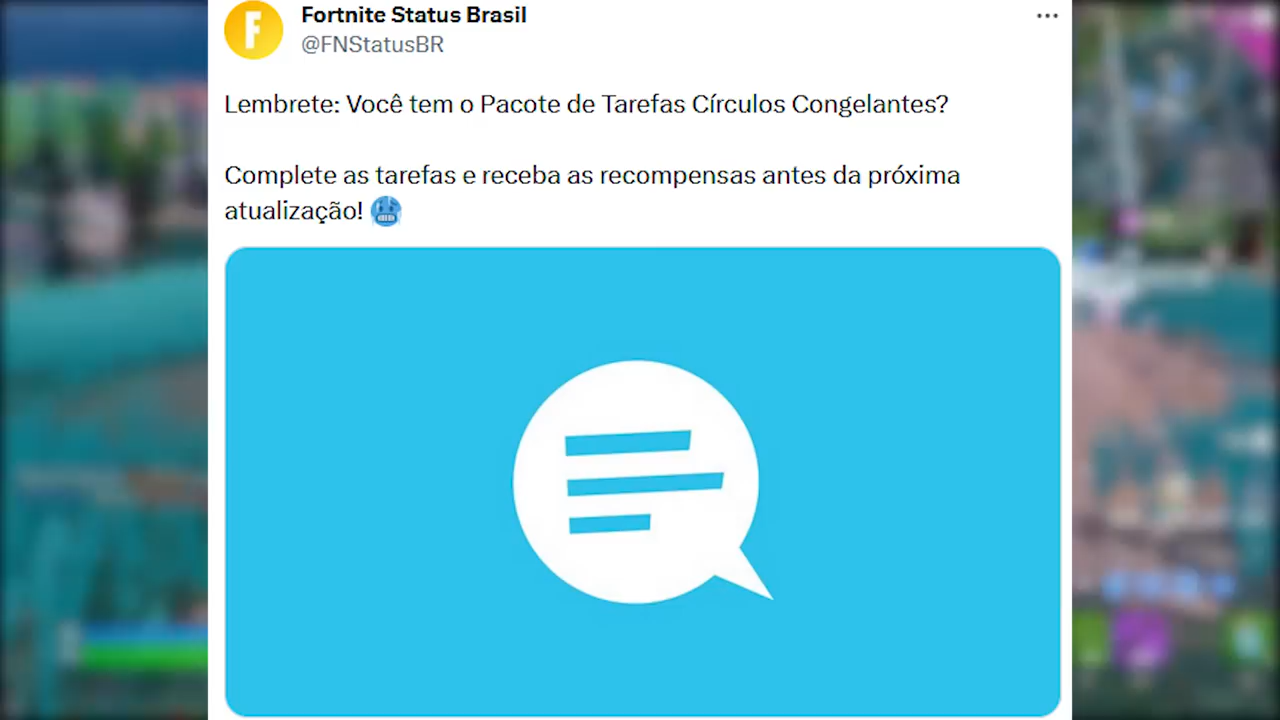 Fortnite Status Brasil
@FNStatusBR
Lembrete: Você tem o Pacote de Tarefas Círculos Congelantes?
Complete as tarefas e receba as recompensas antes da próxima
atualização! 🥶